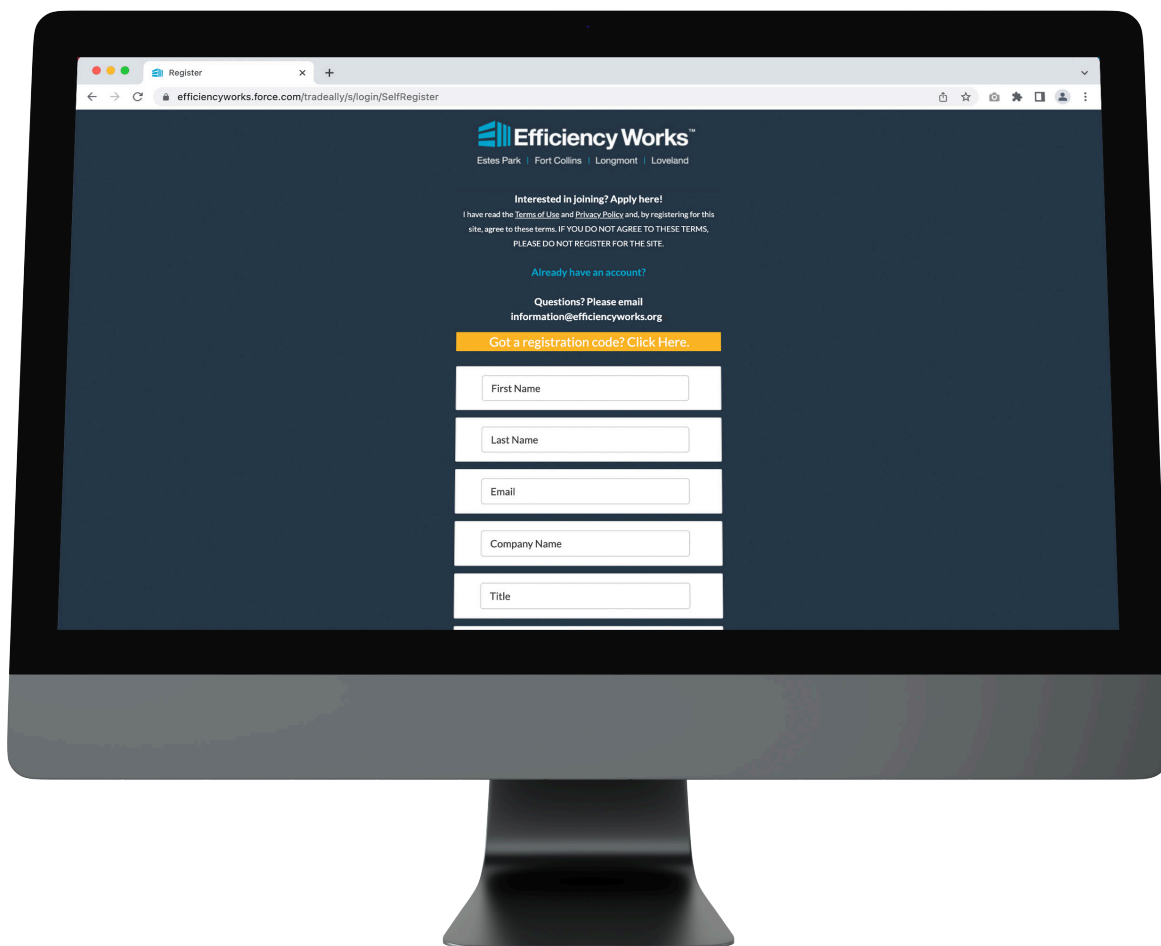 Register
efficiencyworks.force.com/tradeally/s/login/SelfRegister
Efficiency Works™
Estes Park | Fort Collins | Longmont | Loveland
Interested in joining? Apply here!
I have read the Terms of Use and Privacy Policy and, by registering for this
site, agree to these terms. IF YOU DO NOT AGREE TO THESE TERMS,
PLEASE DO NOT REGISTER FOR THE SITE.
Already have an account?
Questions? Please email
information@efficiencyworks.org
Got a registration code? Click Here.
First Name
Last Name
Email
Company Name
Title